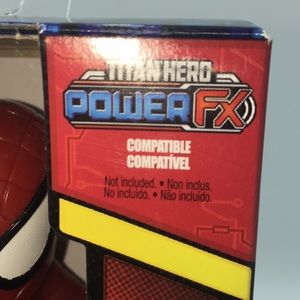 TITAN HERO
POWER FX
COMPATIBLE
COMPATÍVEL
Not included. • Non inclus.
No incluido. • Não incluído.